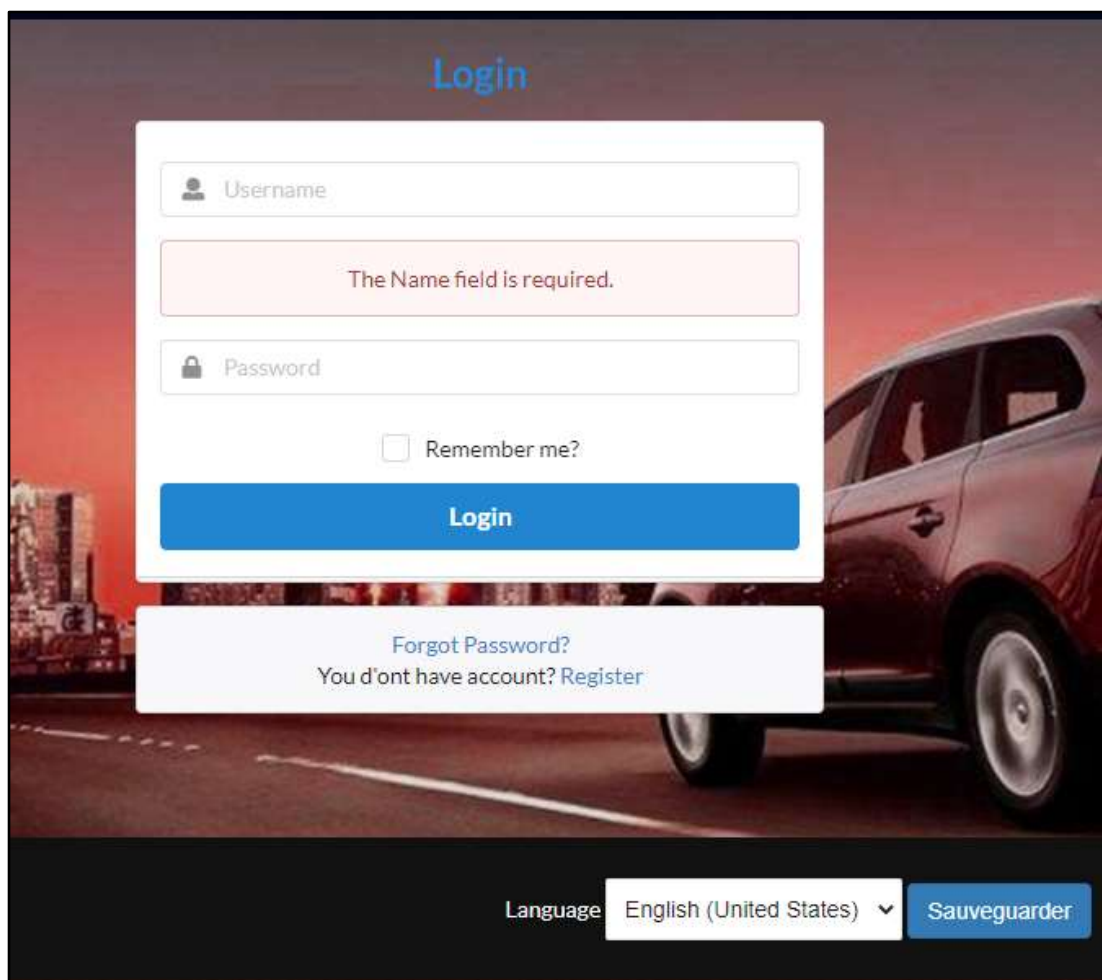 Login
Username
The Name field is required.
Password
Remember me?
Login
Forgot Password?
You d'ont have account? Register
Language English (United States) Sauveguarder